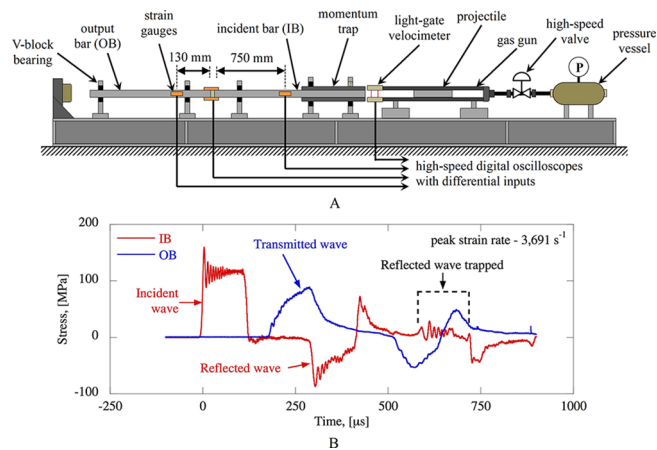 V-block
bearing
output
bar (OB)
strain
gauges
incident
bar (IB)
momentum
trap
light-gate
velocimeter
projectile
gas gun
high-speed
valve
pressure
vessel
130 mm
750 mm
P
high-speed digital oscilloscopes
with differential inputs
A
200
100
0
-100
Stress, [MPa]
IB
OB
Incident
wave
Transmitted wave
Reflected wave
peak strain rate - 3,691 s⁻¹
Reflected wave trapped
-250
0
250
500
750
1000
Time, [µs]
B